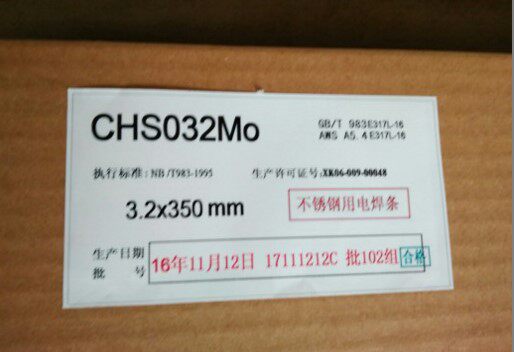 CHS032Mo
GB/T 983E317L-16
AWS A5.4 E317L-16
执行标准: NB/T983-1995 生产许可证号:XK06-009-00048
3.2x350 mm
不锈钢用电焊条
生产日期
批 号
16年11月12日 17111212C 批102组 合格